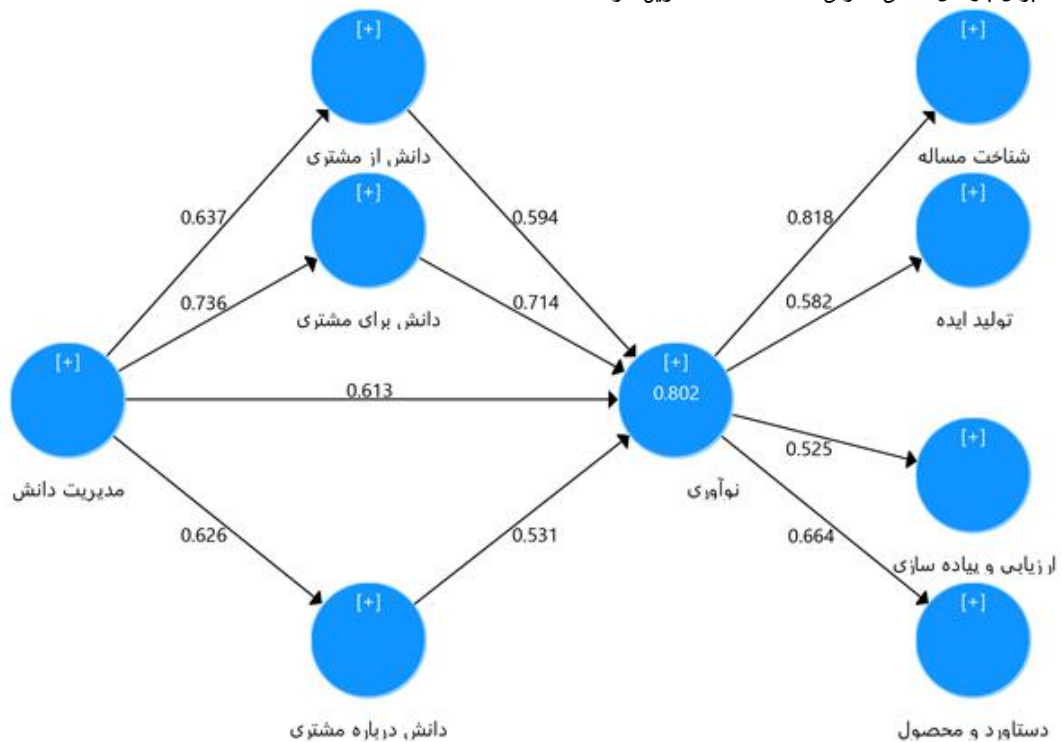 [+]
[+]
دانش از مشتری
شناخت مساله
[+]
[+]
0.637
0.594
0.818
0.736
0.714
0.582
دانش برای مشتری
تولید ایده
[+]
[+]
0.802
0.613
[+]
0.525
مدیریت دانش
نوآوری
0.626
0.531
0.664
ارزیابی و پیاده سازی
[+]
[+]
دانش درباره مشتری
دستاورد و محصول